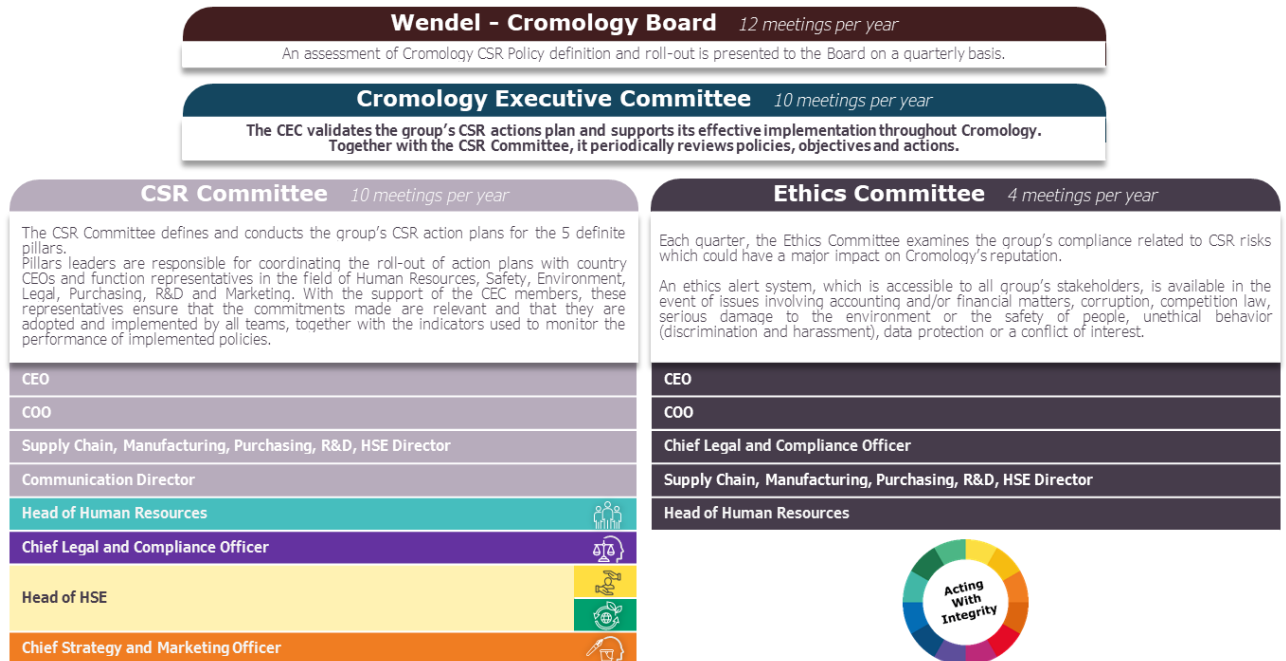 Wendel - Cromology Board 12 meetings per year
An assessment of Cromology CSR Policy definition and roll-out is presented to the Board on a quarterly basis.
Cromology Executive Committee 10 meetings per year
The CEC validates the group's CSR actions plan and supports its effective implementation throughout Cromology.
Together with the CSR Committee, it periodically reviews policies, objectives and actions.
CSR Committee 10 meetings per year
The CSR Committee defines and conducts the group's CSR action plans for the 5 definite
pillars.
Pillars leaders are responsible for coordinating the roll-out of action plans with country
CEOs and function representatives in the field of Human Resources, Safety, Environment,
Legal, Purchasing, R&D and Marketing. With the support of the CEC members, these
representatives ensure that the commitments made are relevant and that they are
adopted and implemented by all teams, together with the indicators used to monitor the
performance of implemented policies.
CEO
COO
Supply Chain, Manufacturing, Purchasing, R&D, HSE Director
Communication Director
Head of Human Resources
Chief Legal and Compliance Officer
Head of HSE
Chief Strategy and Marketing Officer
Ethics Committee 4 meetings per year
Each quarter, the Ethics Committee examines the group's compliance related to CSR risks
which could have a major impact on Cromology's reputation.
An ethics alert system, which is accessible to all group's stakeholders, is available in the
event of issues involving accounting and/or financial matters, corruption, competition law,
serious damage to the environment or the safety of people, unethical behavior
(discrimination and harassment), data protection or a conflict of interest.
CEO
COO
Chief Legal and Compliance Officer
Supply Chain, Manufacturing, Purchasing, R&D, HSE Director
Head of Human Resources
Acting
With
Integrity